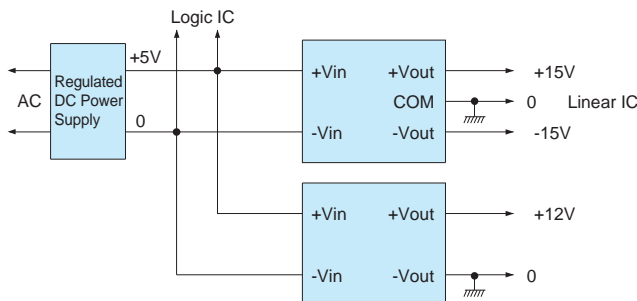 Logic IC
+5V
Regulated
DC Power
Supply
AC
0
+Vin
+Vout
+15V
COM
0
Linear IC
-Vin
-Vout
-15V
+Vin
+Vout
+12V
-Vin
-Vout
0